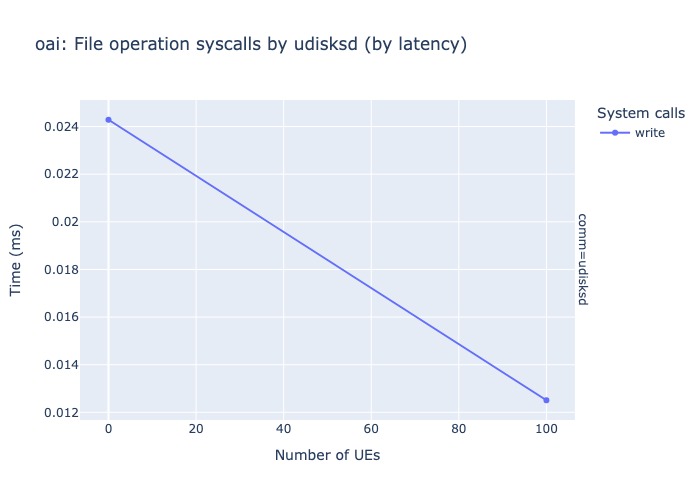 oai: File operation syscalls by udisksd (by latency)
System calls
write
0.024
0.022
0.02
0.018
0.016
0.014
0.012
Time (ms)
comm=udisksd
0 20 40 60 80 100
Number of UEs